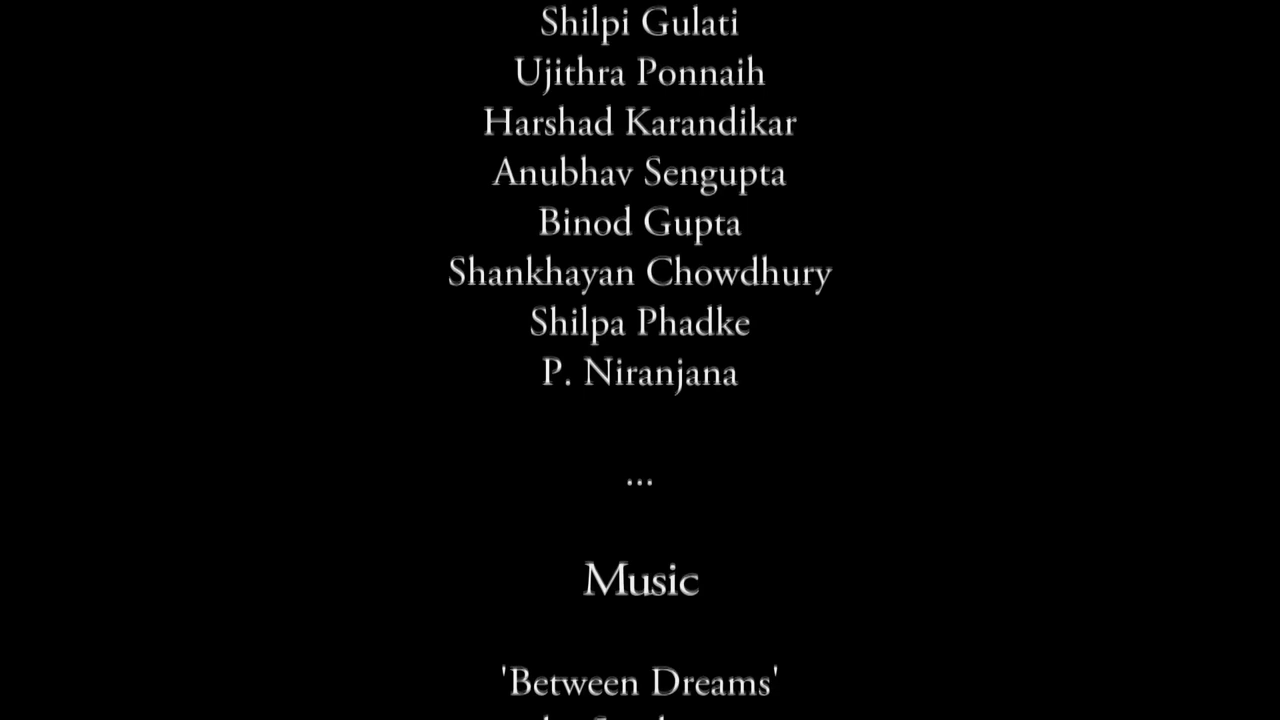 Shilpi Gulati
Ujithra Ponnaih
Harshad Karandikar
Anubhav Sengupta
Binod Gupta
Shankhayan Chowdhury
Shilpa Phadke
P. Niranjana
...
Music
'Between Dreams'